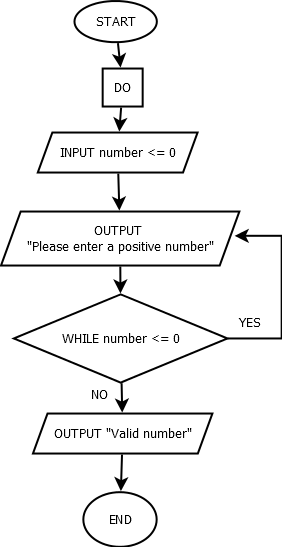 START
DO
INPUT number <= 0
OUTPUT
"Please enter a positive number"
WHILE number <= 0
YES
NO
OUTPUT "Valid number"
END